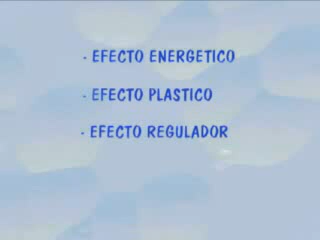 - EFECTO ENERGETICO
- EFECTO PLASTICO
- EFECTO REGULADOR